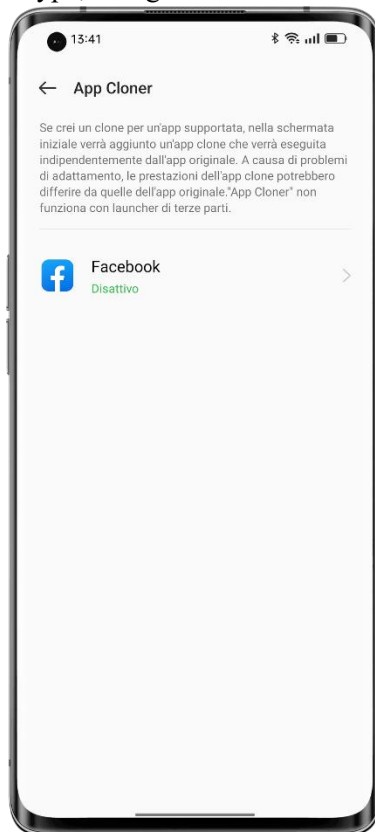 13:41
App Cloner
Se crei un clone per un'app supportata, nella schermata
iniziale verrà aggiunto un'app clone che verrà eseguita
indipendentemente dall'app originale. A causa di problemi
di adattamento, le prestazioni dell'app clone potrebbero
differire da quelle dell'app originale."App Cloner" non
funziona con launcher di terze parti.
Facebook
Disattivo